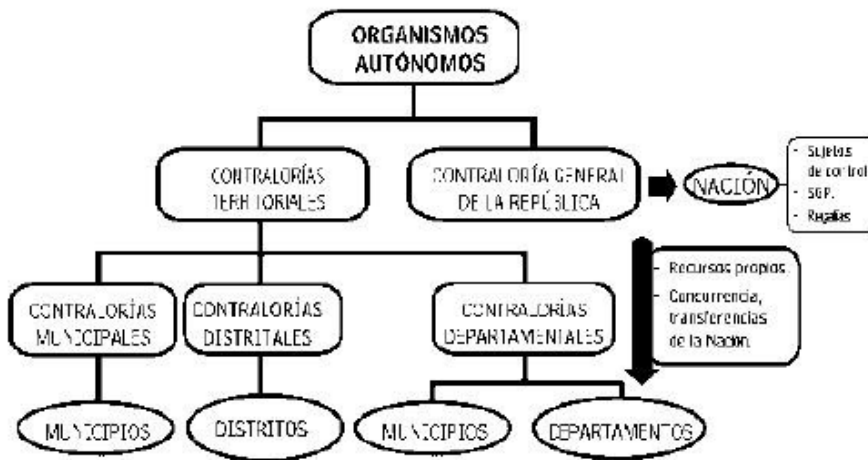 ORGANISMOS
AUTÓNOMOS
CONTRALORÍAS
TERRITORIALES
CONTRALORÍA GENERAL
DE LA REPÚBLICA
NACIÓN
- Sujetos
de control
- SGP.
- Regalías
- Recursos propios
- Concurrencia,
transferencias
de la Nación.
CONTRALORÍAS
MUNICIPALES
CONTRALORÍAS
DISTRITALES
CONTRALORÍAS
DEPARTAMENTALES
MUNICIPIOS
DISTRITOS
MUNICIPIOS
DEPARTAMENTOS